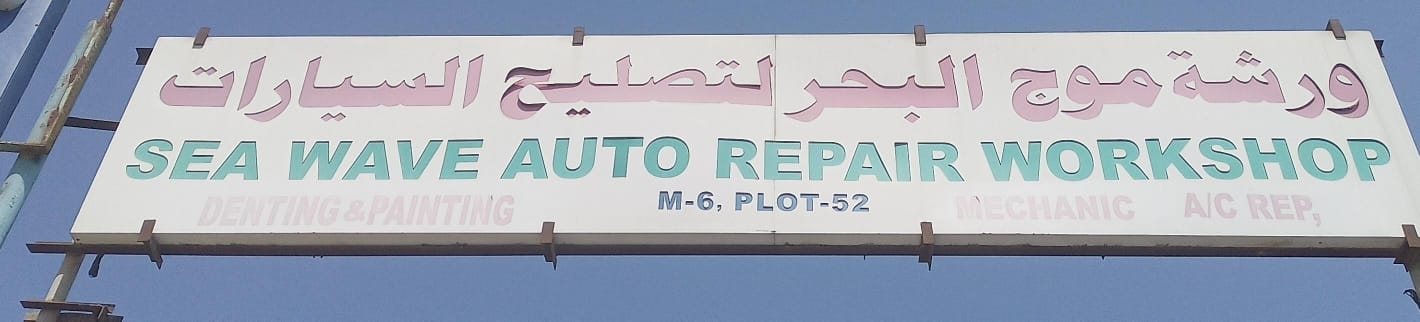 ورشة موج البحر لتصليح السيارات
SEA WAVE AUTO REPAIR WORKSHOP
DENTING & PAINTING M-6, PLOT-52 MECHANIC A/C REP,